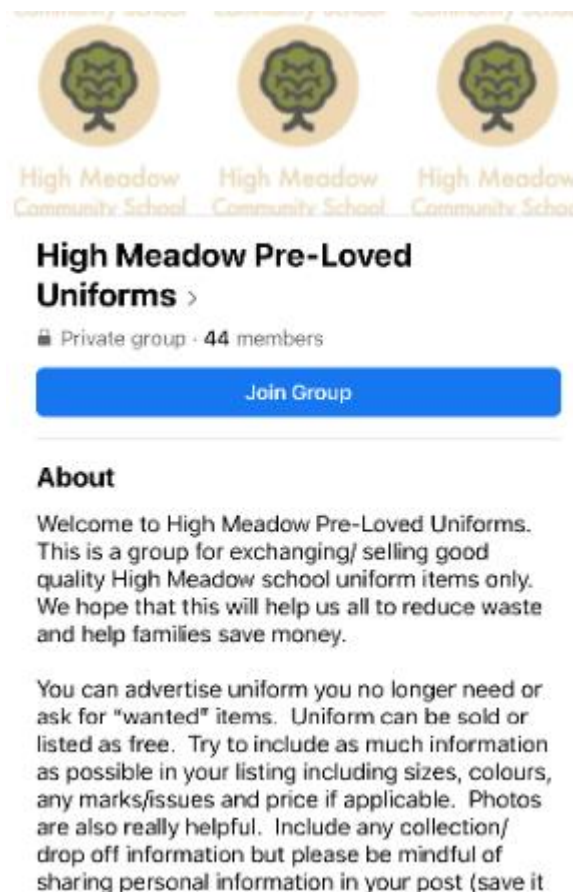 High Meadow High Meadow High Meadow
Community School Community School Community Schoo
High Meadow Pre-Loved
Uniforms >
Private group · 44 members
Join Group
About
Welcome to High Meadow Pre-Loved Uniforms.
This is a group for exchanging/ selling good
quality High Meadow school uniform items only.
We hope that this will help us all to reduce waste
and help families save money.
You can advertise uniform you no longer need or
ask for "wanted" items.  Uniform can be sold or
listed as free.  Try to include as much information
as possible in your listing including sizes, colours,
any marks/issues and price if applicable.  Photos
are also really helpful.  Include any collection/
drop off information but please be mindful of
sharing personal information in your post (save it